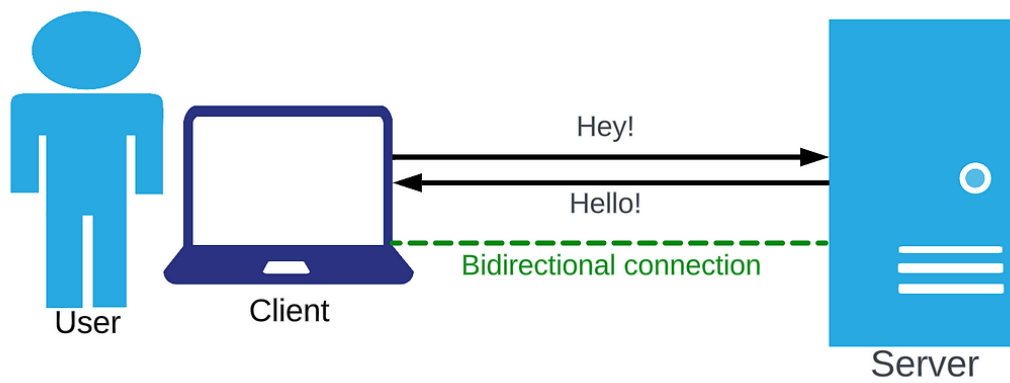 Hey!
Hello!
Bidirectional connection
User
Client
Server